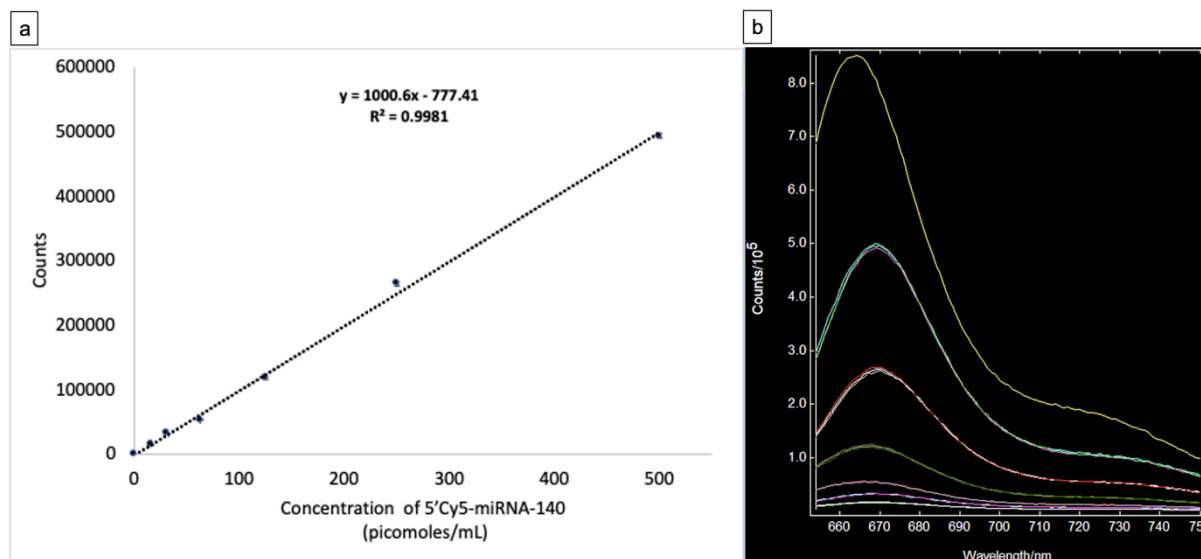 a
b
600000
y = 1000.6x - 777.41
R² = 0.9981
500000
400000
300000
200000
100000
0
Counts
0 100 200 300 400 500
Concentration of 5'Cy5-miRNA-140
(picomoles/mL)
8.0
7.0
6.0
5.0
4.0
3.0
2.0
1.0
Counts/10⁵
660 670 680 690 700 710 720 730 740
Wavelength/nm